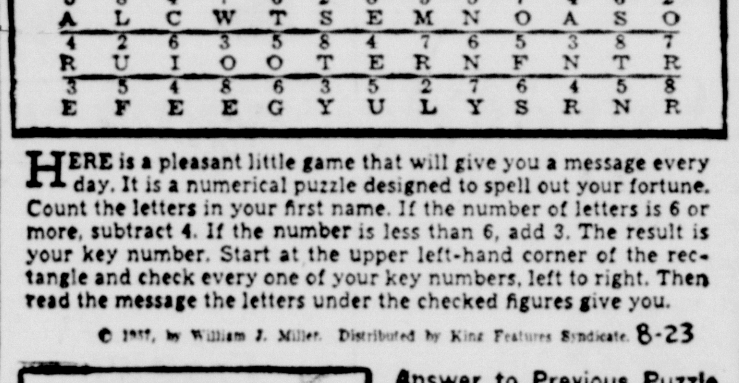 A L C W T S E M N O A S O
4 2 6 3 5 8 4 7 6 5 3 8 7
R U I O O T E R N F N T R
3 5 4 8 6 3 5 2 7 6 4 5 8
E F E E G Y U L Y S R N R
HERE is a pleasant little game that will give you a message every
day. It is a numerical puzzle designed to spell out your fortune.
Count the letters in your first name. If the number of letters is 6 or
more, subtract 4. If the number is less than 6, add 3. The result is
your key number. Start at the upper left-hand corner of the rec-
tangle and check every one of your key numbers, left to right. Then
read the message the letters under the checked figures give you.
© by William J. Miller. Distributed by King Features Syndicate. 8-23
Answer to Previous Puzzle